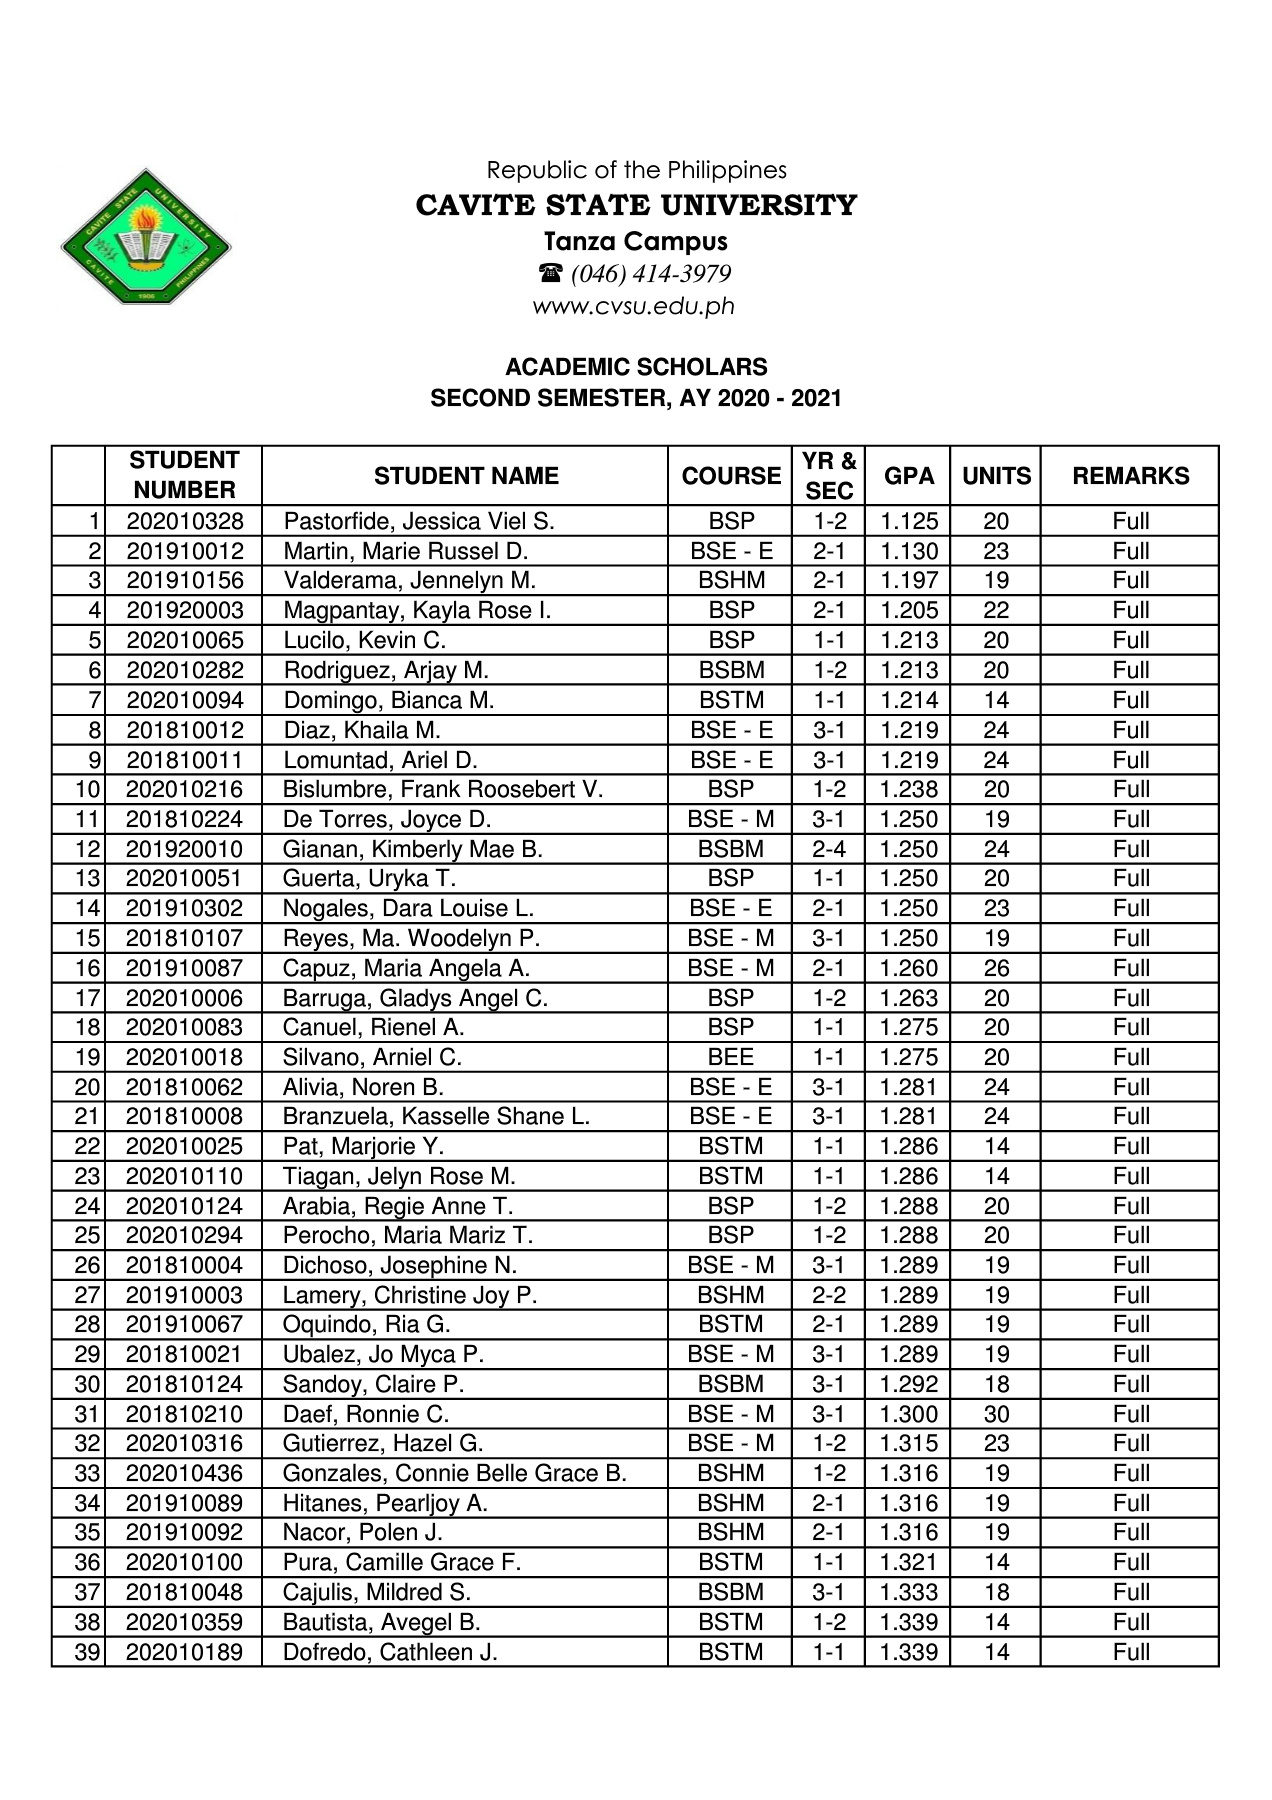 CAVITE STATE UNIVERSITY
CAVITE PHILIPPINES
1906
Republic of the Philippines
CAVITE STATE UNIVERSITY
Tanza Campus
☎ (046) 414-3979
www.cvsu.edu.ph
ACADEMIC SCHOLARS
SECOND SEMESTER, AY 2020 - 2021
STUDENT NUMBER STUDENT NAME COURSE YR & SEC GPA UNITS REMARKS
1 202010328 Pastorfide, Jessica Viel S. BSP 1-2 1.125 20 Full
2 201910012 Martin, Marie Russel D. BSE - E 2-1 1.130 23 Full
3 201910156 Valderama, Jennelyn M. BSHM 2-1 1.197 19 Full
4 201920003 Magpantay, Kayla Rose I. BSP 2-1 1.205 22 Full
5 202010065 Lucilo, Kevin C. BSP 1-1 1.213 20 Full
6 202010282 Rodriguez, Arjay M. BSBM 1-2 1.213 20 Full
7 202010094 Domingo, Bianca M. BSTM 1-1 1.214 14 Full
8 201810012 Diaz, Khaila M. BSE - E 3-1 1.219 24 Full
9 201810011 Lomuntad, Ariel D. BSE - E 3-1 1.219 24 Full
10 202010216 Bislumbre, Frank Roosebert V. BSP 1-2 1.238 20 Full
11 201810224 De Torres, Joyce D. BSE - M 3-1 1.250 19 Full
12 201920010 Gianan, Kimberly Mae B. BSBM 2-4 1.250 24 Full
13 202010051 Guerta, Uryka T. BSP 1-1 1.250 20 Full
14 201910302 Nogales, Dara Louise L. BSE - E 2-1 1.250 23 Full
15 201810107 Reyes, Ma. Woodelyn P. BSE - M 3-1 1.250 19 Full
16 201910087 Capuz, Maria Angela A. BSE - M 2-1 1.260 26 Full
17 202010006 Barruga, Gladys Angel C. BSP 1-2 1.263 20 Full
18 202010083 Canuel, Rienel A. BSP 1-1 1.275 20 Full
19 202010018 Silvano, Arniel C. BEE 1-1 1.275 20 Full
20 201810062 Alivia, Noren B. BSE - E 3-1 1.281 24 Full
21 201810008 Branzuela, Kasselle Shane L. BSE - E 3-1 1.281 24 Full
22 202010025 Pat, Marjorie Y. BSTM 1-1 1.286 14 Full
23 202010110 Tiagan, Jelyn Rose M. BSTM 1-1 1.286 14 Full
24 202010124 Arabia, Regie Anne T. BSP 1-2 1.288 20 Full
25 202010294 Perocho, Maria Mariz T. BSP 1-2 1.288 20 Full
26 201810004 Dichoso, Josephine N. BSE - M 3-1 1.289 19 Full
27 201910003 Lamery, Christine Joy P. BSHM 2-2 1.289 19 Full
28 201910067 Oquindo, Ria G. BSTM 2-1 1.289 19 Full
29 201810021 Ubalez, Jo Myca P. BSE - M 3-1 1.289 19 Full
30 201810124 Sandoy, Claire P. BSBM 3-1 1.292 18 Full
31 201810210 Daef, Ronnie C. BSE - M 3-1 1.300 30 Full
32 202010316 Gutierrez, Hazel G. BSE - M 1-2 1.315 23 Full
33 202010436 Gonzales, Connie Belle Grace B. BSHM 1-2 1.316 19 Full
34 201910089 Hitanes, Pearljoy A. BSHM 2-1 1.316 19 Full
35 201910092 Nacor, Polen J. BSHM 2-1 1.316 19 Full
36 202010100 Pura, Camille Grace F. BSTM 1-1 1.321 14 Full
37 201810048 Cajulis, Mildred S. BSBM 3-1 1.333 18 Full
38 202010359 Bautista, Avegel B. BSTM 1-2 1.339 14 Full
39 202010189 Dofredo, Cathleen J. BSTM 1-1 1.339 14 Full